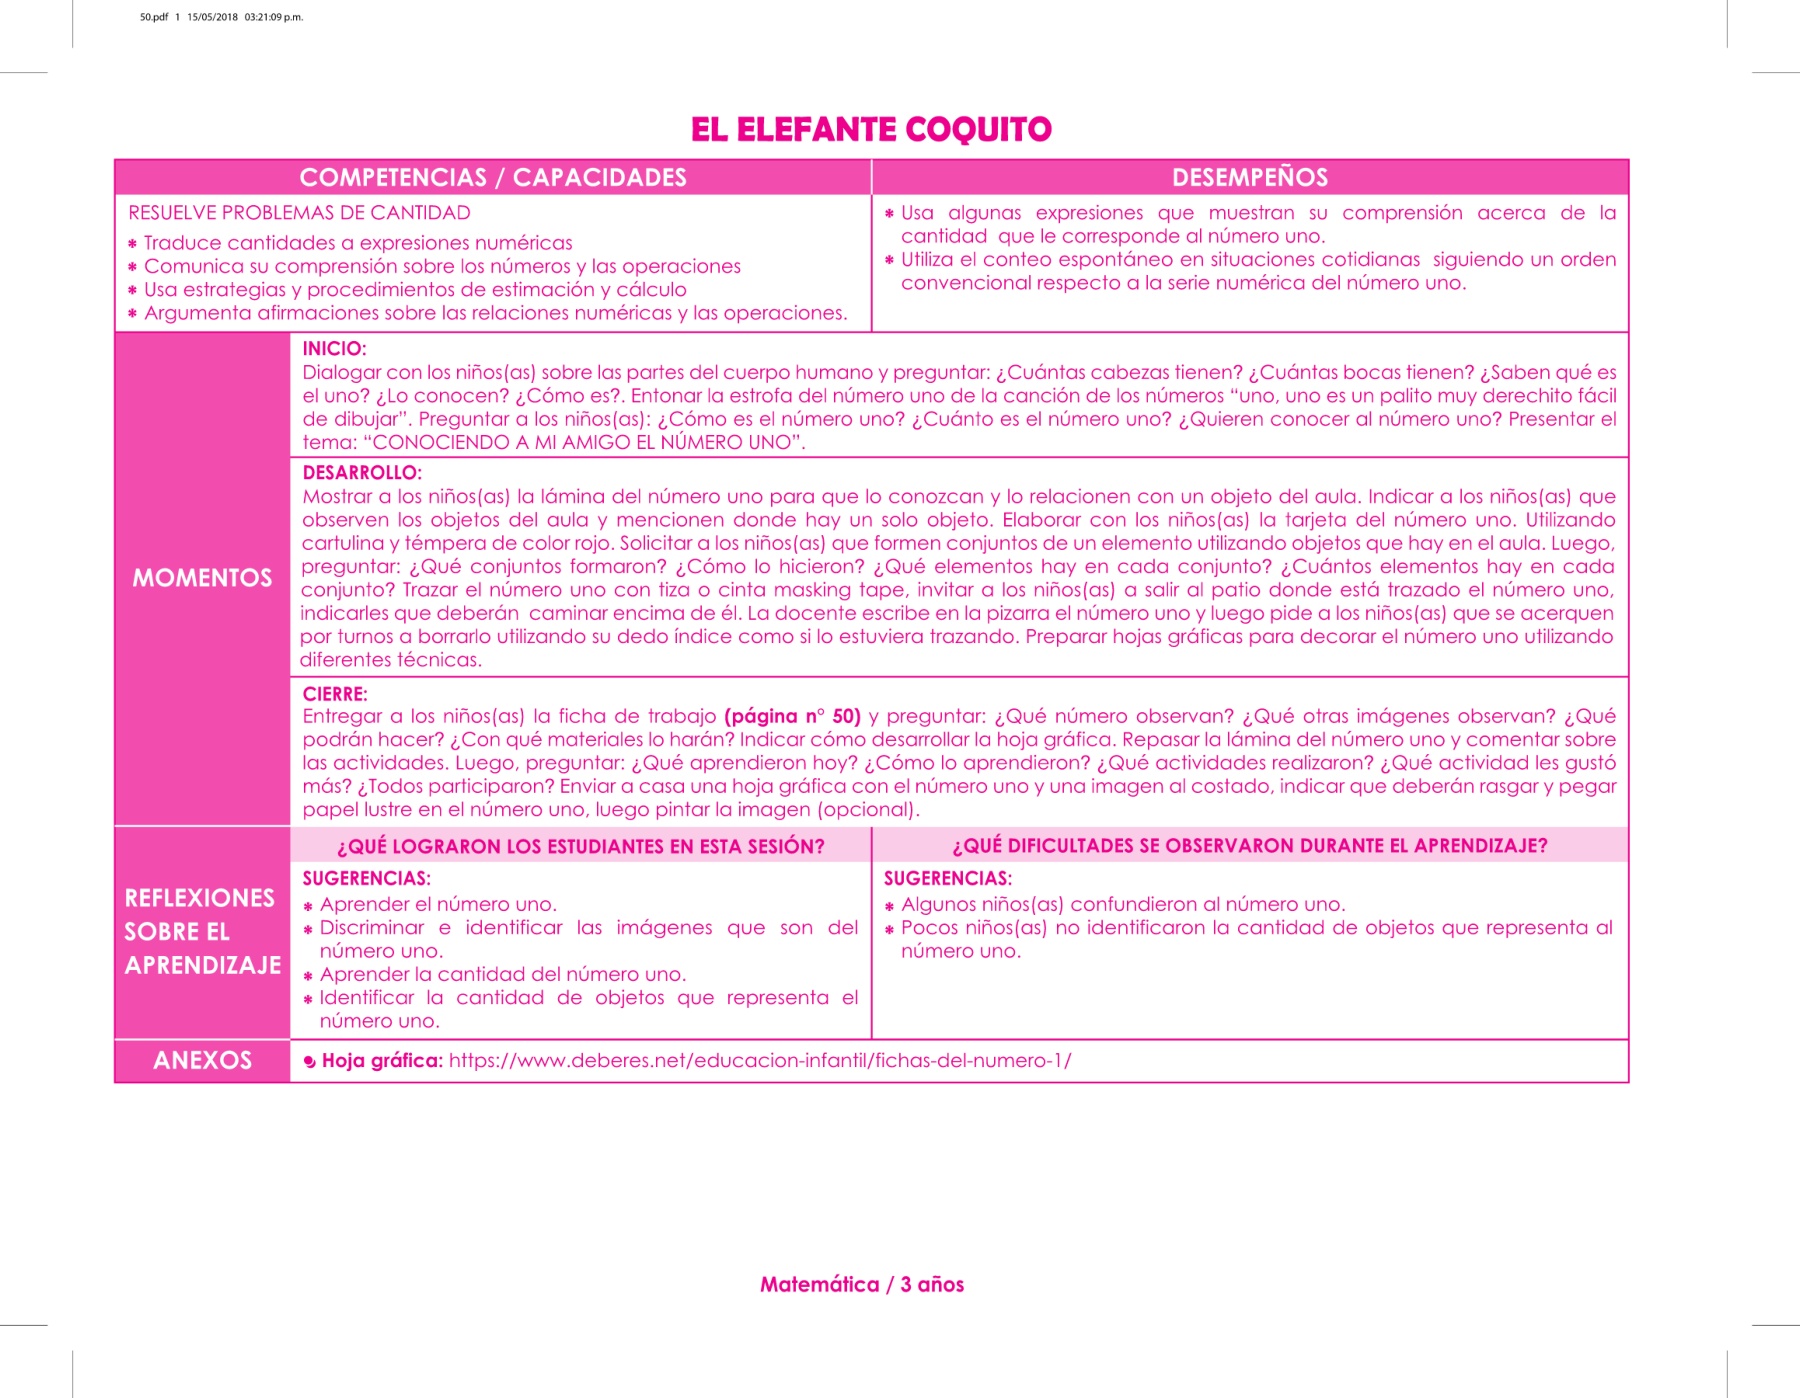 50.pdf 1 15/05/2018 03:21:09 p.m.
EL ELEFANTE COQUITO
COMPETENCIAS / CAPACIDADES
DESEMPEÑOS
RESUELVE PROBLEMAS DE CANTIDAD
* Traduce cantidades a expresiones numéricas
* Comunica su comprensión sobre los números y las operaciones
* Usa estrategias y procedimientos de estimación y cálculo
* Argumenta afirmaciones sobre las relaciones numéricas y las operaciones.
* Usa algunas expresiones que muestran su comprensión acerca de la
cantidad que le corresponde al número uno.
* Utiliza el conteo espontáneo en situaciones cotidianas siguiendo un orden
convencional respecto a la serie numérica del número uno.
MOMENTOS
INICIO:
Dialogar con los niños(as) sobre las partes del cuerpo humano y preguntar: ¿Cuántas cabezas tienen? ¿Cuántas bocas tienen? ¿Saben qué es
el uno? ¿Lo conocen? ¿Cómo es?. Entonar la estrofa del número uno de la canción de los números “uno, uno es un palito muy derechito fácil
de dibujar”. Preguntar a los niños(as): ¿Cómo es el número uno? ¿Cuánto es el número uno? ¿Quieren conocer al número uno? Presentar el
tema: “CONOCIENDO A MI AMIGO EL NÚMERO UNO”.
DESARROLLO:
Mostrar a los niños(as) la lámina del número uno para que lo conozcan y lo relacionen con un objeto del aula. Indicar a los niños(as) que
observen los objetos del aula y mencionen donde hay un solo objeto. Elaborar con los niños(as) la tarjeta del número uno. Utilizando
cartulina y témpera de color rojo. Solicitar a los niños(as) que formen conjuntos de un elemento utilizando objetos que hay en el aula. Luego,
preguntar: ¿Qué conjuntos formaron? ¿Cómo lo hicieron? ¿Qué elementos hay en cada conjunto? ¿Cuántos elementos hay en cada
conjunto? Trazar el número uno con tiza o cinta masking tape, invitar a los niños(as) a salir al patio donde está trazado el número uno,
indicarles que deberán caminar encima de él. La docente escribe en la pizarra el número uno y luego pide a los niños(as) que se acerquen
por turnos a borrarlo utilizando su dedo índice como si lo estuviera trazando. Preparar hojas gráficas para decorar el número uno utilizando
diferentes técnicas.
CIERRE:
Entregar a los niños(as) la ficha de trabajo (página n° 50) y preguntar: ¿Qué número observan? ¿Qué otras imágenes observan? ¿Qué
podrán hacer? ¿Con qué materiales lo harán? Indicar cómo desarrollar la hoja gráfica. Repasar la lámina del número uno y comentar sobre
las actividades. Luego, preguntar: ¿Qué aprendieron hoy? ¿Cómo lo aprendieron? ¿Qué actividades realizaron? ¿Qué actividad les gustó
más? ¿Todos participaron? Enviar a casa una hoja gráfica con el número uno y una imagen al costado, indicar que deberán rasgar y pegar
papel lustre en el número uno, luego pintar la imagen (opcional).
REFLEXIONES
SOBRE EL
APRENDIZAJE
¿QUÉ LOGRARON LOS ESTUDIANTES EN ESTA SESIÓN?
SUGERENCIAS:
* Aprender el número uno.
* Discriminar e identificar las imágenes que son del
número uno.
* Aprender la cantidad del número uno.
* Identificar la cantidad de objetos que representa el
número uno.
¿QUÉ DIFICULTADES SE OBSERVARON DURANTE EL APRENDIZAJE?
SUGERENCIAS:
* Algunos niños(as) confundieron al número uno.
* Pocos niños(as) no identificaron la cantidad de objetos que representa al
número uno.
ANEXOS
Hoja gráfica: https://www.deberes.net/educacion-infantil/fichas-del-numero-1/
Matemática / 3 años